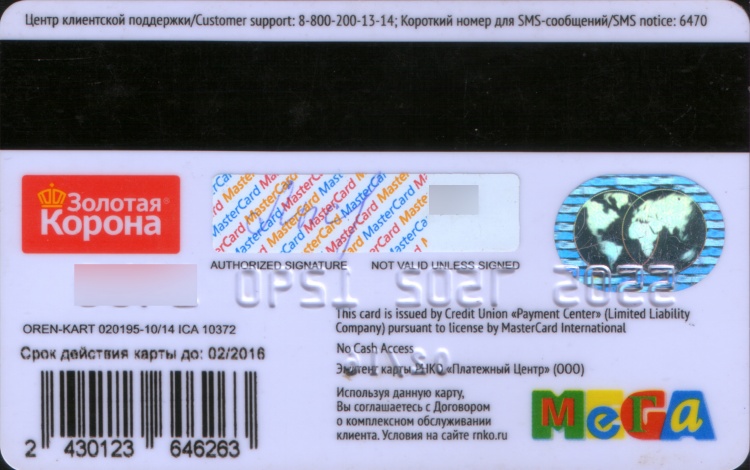 Центр клиентской поддержки/Customer support: 8-800-200-13-14; Короткий номер для SMS-сообщений/SMS notice: 6470
Золотая®
Корона
MasterCard MasterCard MasterCard
AUTHORIZED SIGNATURE NOT VALID UNLESS SIGNED
This card is issued by Credit Union «Payment Center» (Limited Liability
Company) pursuant to license by MasterCard International
OREN-KART 020195-10/14 ICA 10372
No Cash Access
Срок действия карты до: 02/2016
Эмитент карты РНКО «Платежный Центр» (ООО)
Используя данную карту,
Вы соглашаетесь с Договором
о комплексном обслуживании
клиента. Условия на сайте rnko.ru
Мега
2 430123 646263